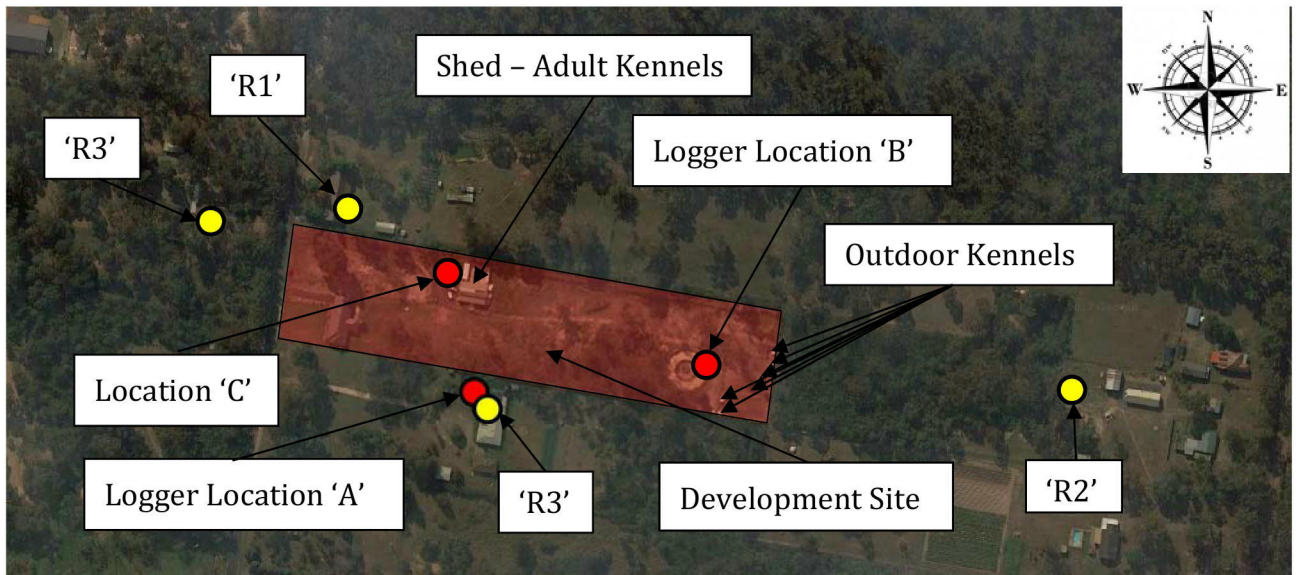 N
W
E
S
Shed – Adult Kennels
‘R1’
‘R3’
Logger Location ‘B’
Outdoor Kennels
Location ‘C’
Logger Location ‘A’
‘R3’
Development Site
‘R2’